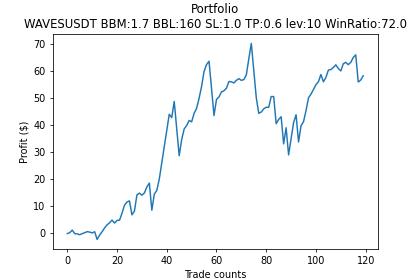 Portfolio
WAVESUSDT BBM:1.7 BBL:160 SL:1.0 TP:0.6 lev:10 WinRatio:72.0
70
60
50
40
30
20
10
0
Profit ($)
0 20 40 60 80 100 120
Trade counts